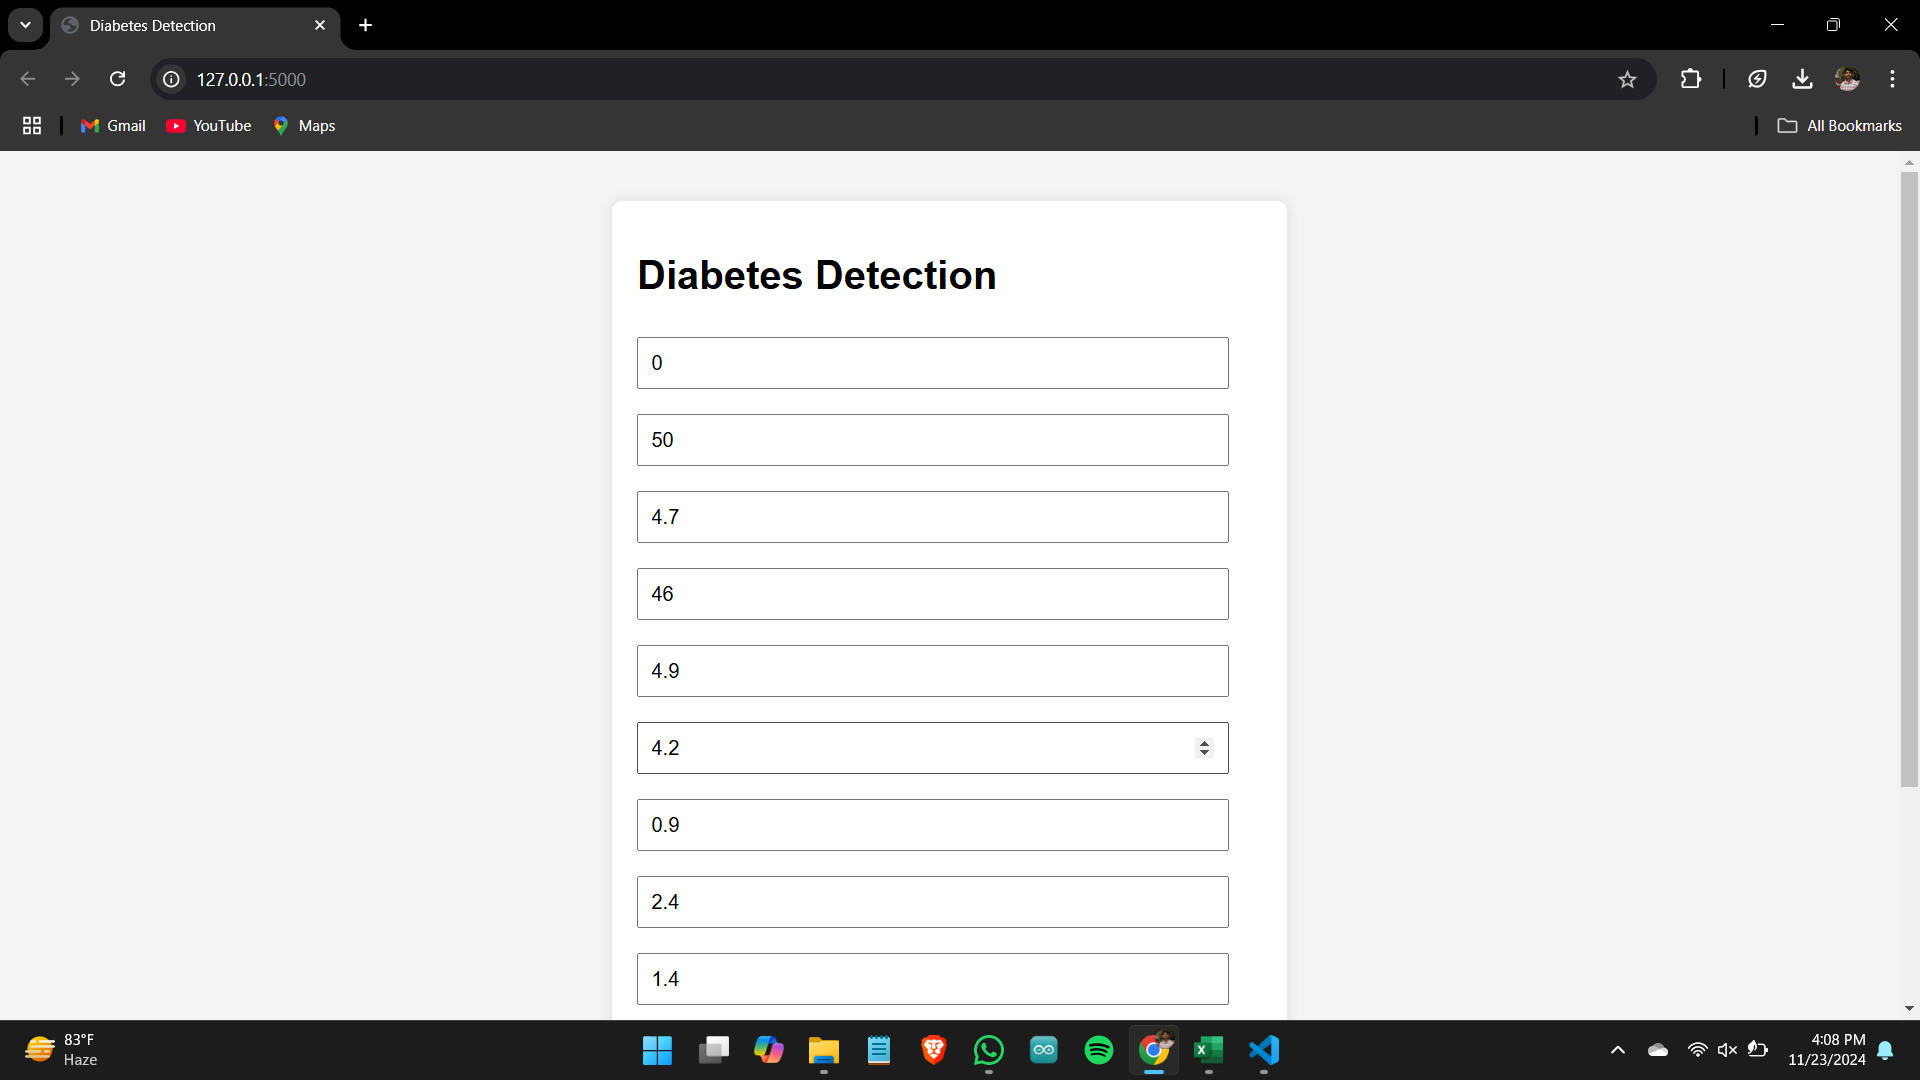 Diabetes Detection
127.0.0.1:5000
Gmail YouTube Maps All Bookmarks
Diabetes Detection
0
50
4.7
46
4.9
4.2
0.9
2.4
1.4
83°F
Haze
4:08 PM
11/23/2024